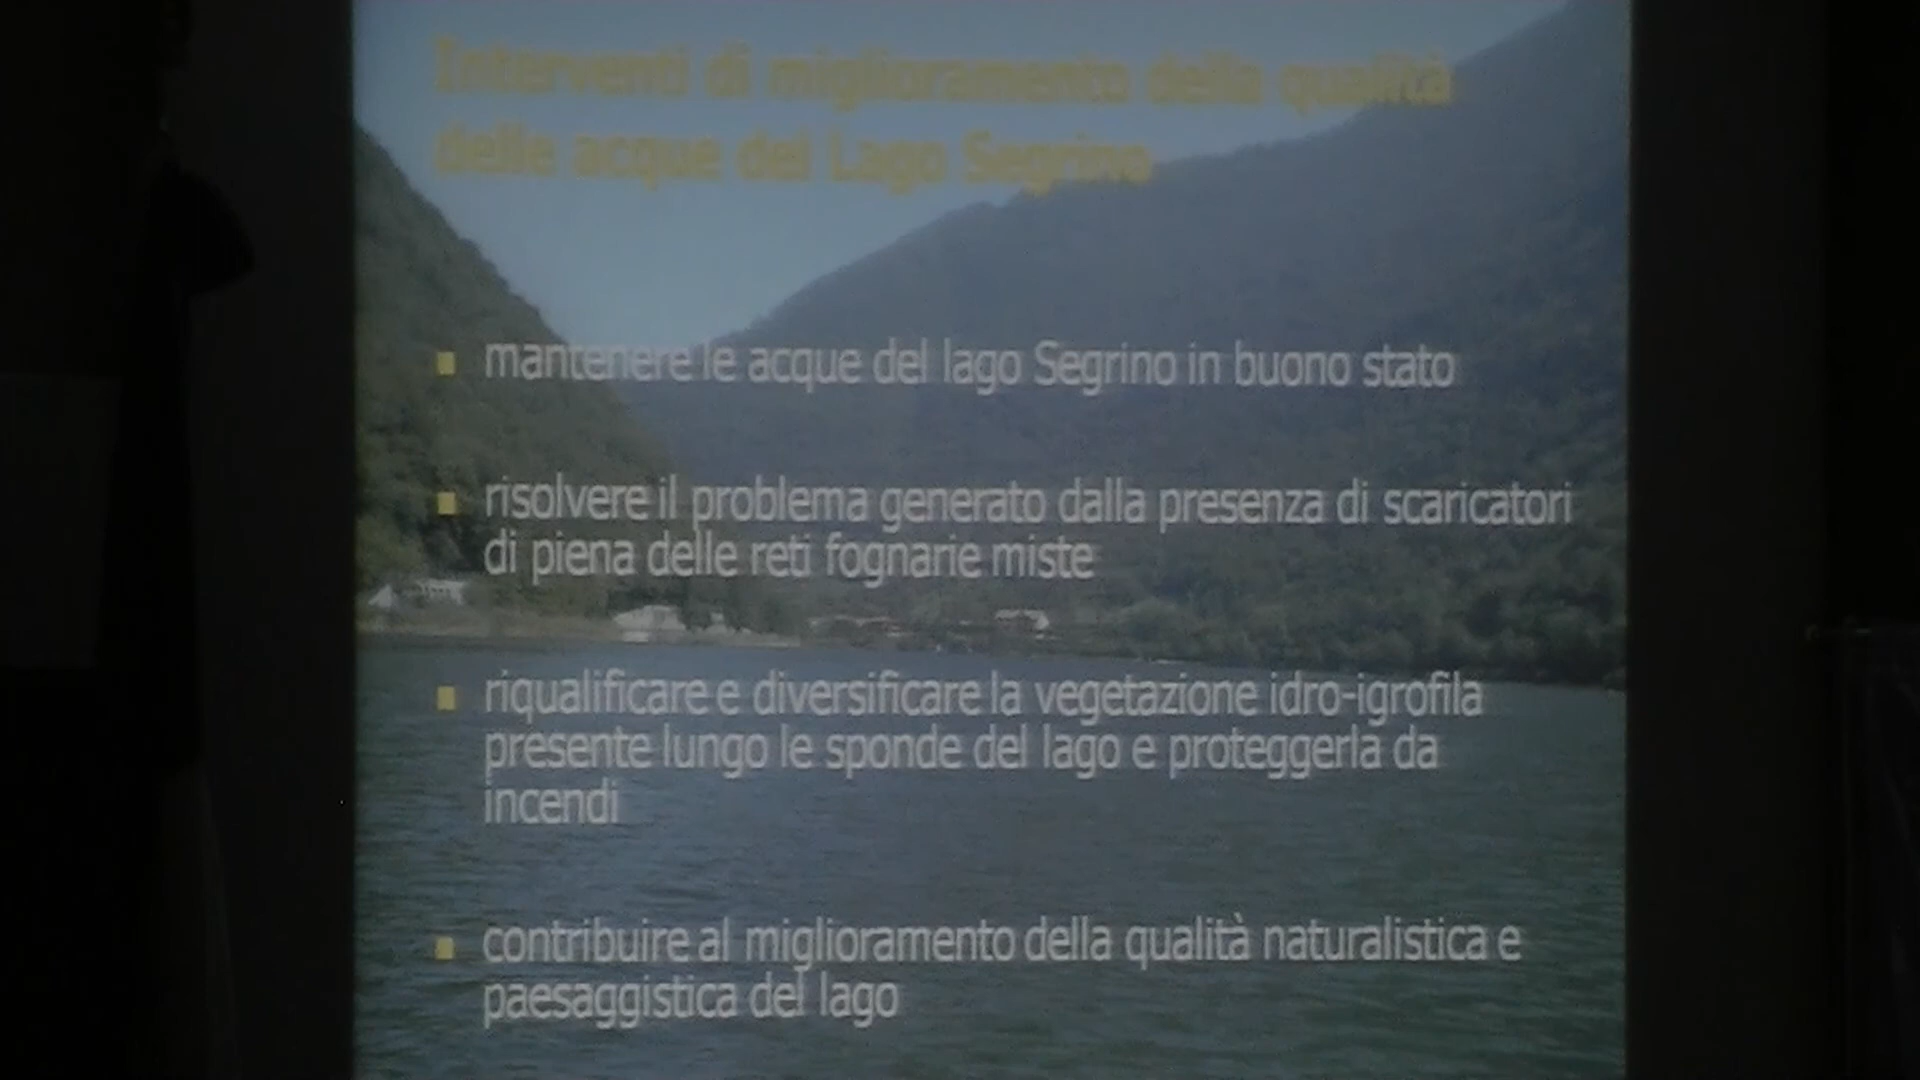 Interventi di miglioramento della qualità
delle acque del Lago Segrino
mantenere le acque del lago Segrino in buono stato
risolvere il problema generato dalla presenza di scaricatori
di piena delle reti fognarie miste
riqualificare e diversificare la vegetazione idro-igrofila
presente lungo le sponde del lago e proteggerla da
incendi
contribuire al miglioramento della qualità naturalistica e
paesaggistica del lago